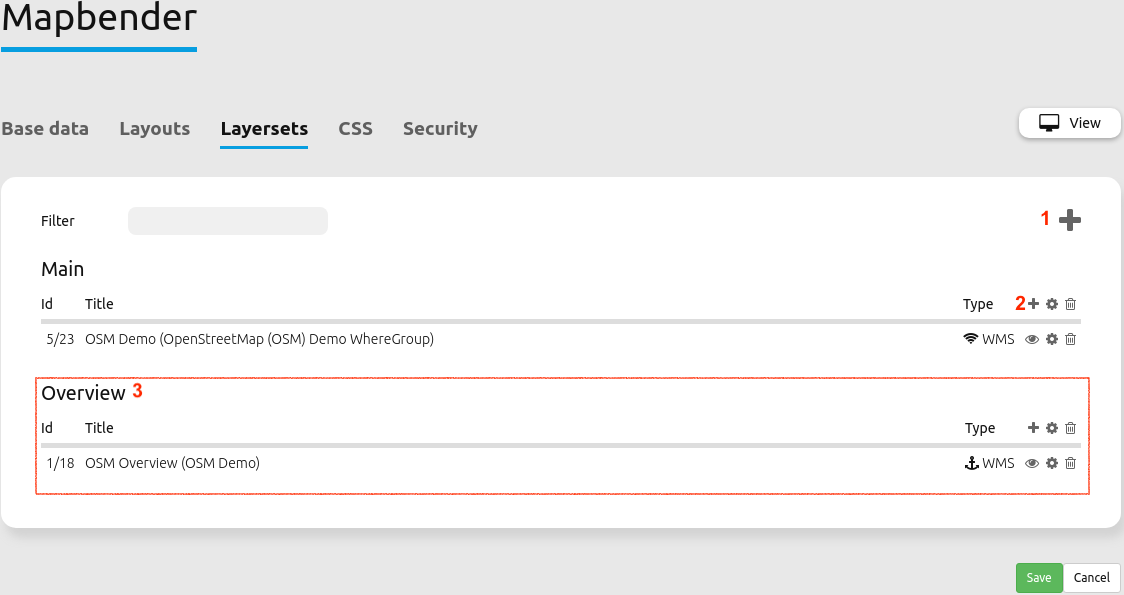 Mapbender
Base data Layouts Layersets CSS Security View
Filter 1
Main
Id Title Type 2
5/23 OSM Demo (OpenStreetMap (OSM) Demo WhereGroup) WMS
Overview 3
Id Title Type
1/18 OSM Overview (OSM Demo) WMS
Save Cancel